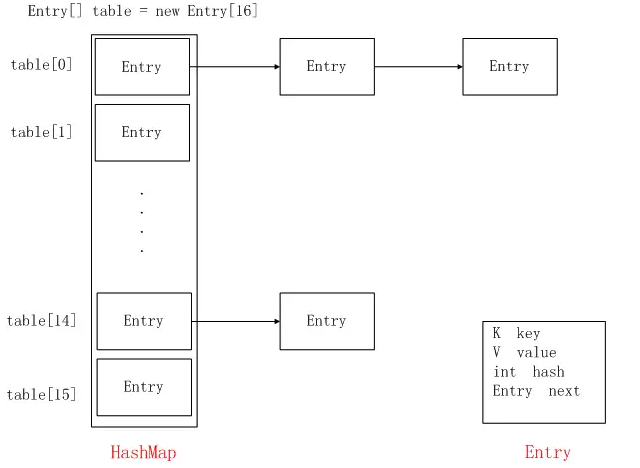 Entry[] table = new Entry[16]
table[0]
Entry
Entry
Entry
table[1]
Entry
.
.
.
.
table[14]
Entry
Entry
table[15]
Entry
K key
V value
int hash
Entry next
HashMap
Entry